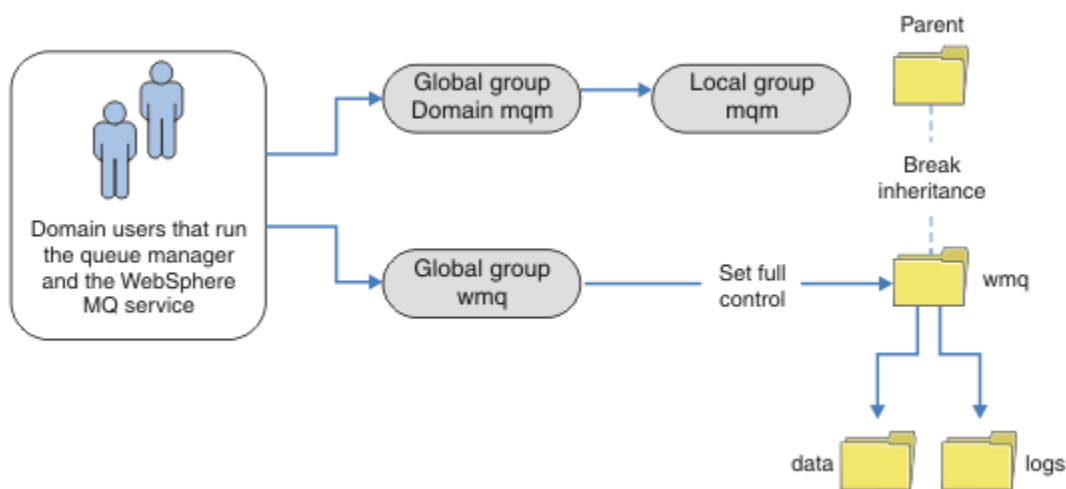 Parent
Global group
Domain mqm
Local group
mqm
Break
inheritance
Domain users that run
the queue manager
and the WebSphere
MQ service
Global group
wmq
Set full
control
wmq
data
logs